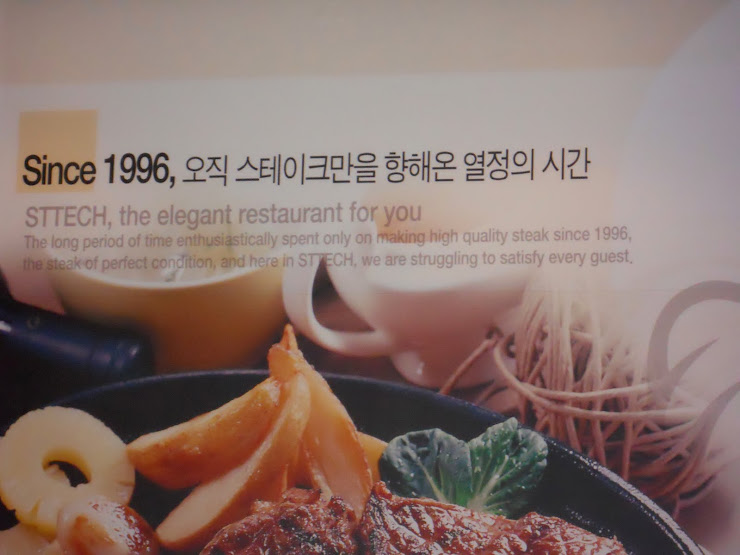 Since 1996, 오직 스테이크만을 향해온 열정의 시간
STTECH, the elegant restaurant for you
The long period of time enthusiastically spent only on making high quality steak since 1996,
the steak of perfect condition, and here in STTECH, we are struggling to satisfy every guest.